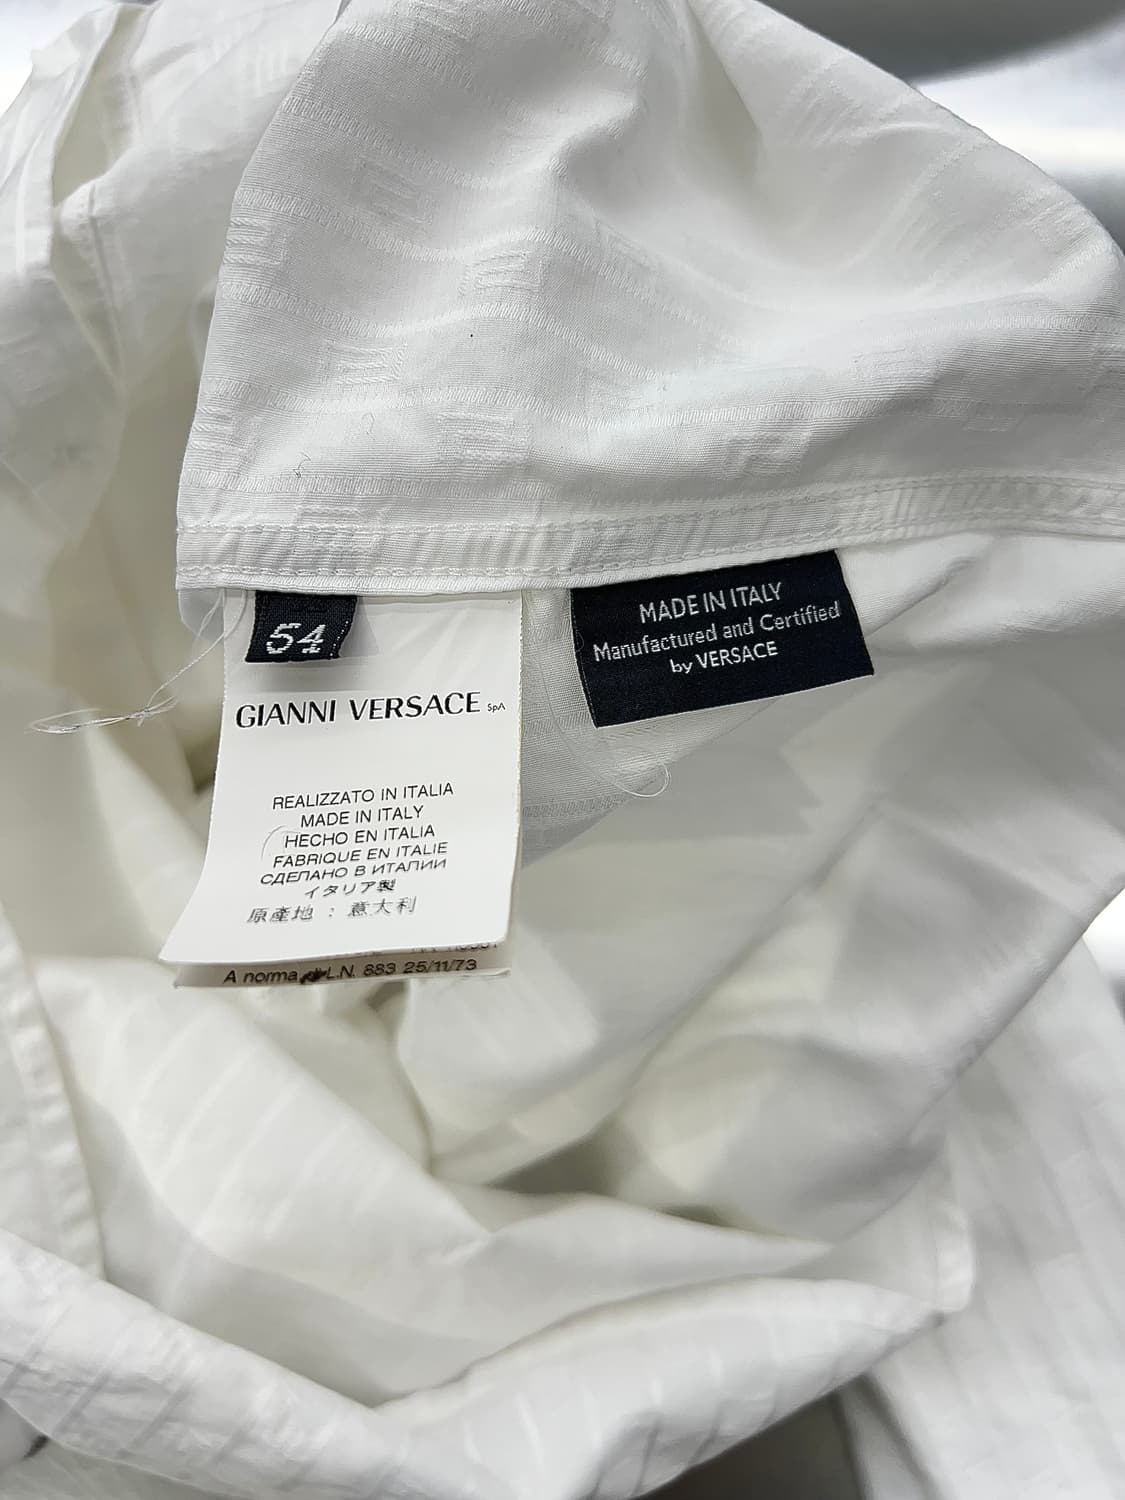 54
GIANNI VERSACE SpA
REALIZZATO IN ITALIA
MADE IN ITALY
HECHO EN ITALIA
FABRIQUE EN ITALIE
СДЕЛАНО В ИТАЛИИ
イタリア製
原產地 : 意大利
A norma L.N. 883 25/11/73
MADE IN ITALY
Manufactured and Certified
by VERSACE